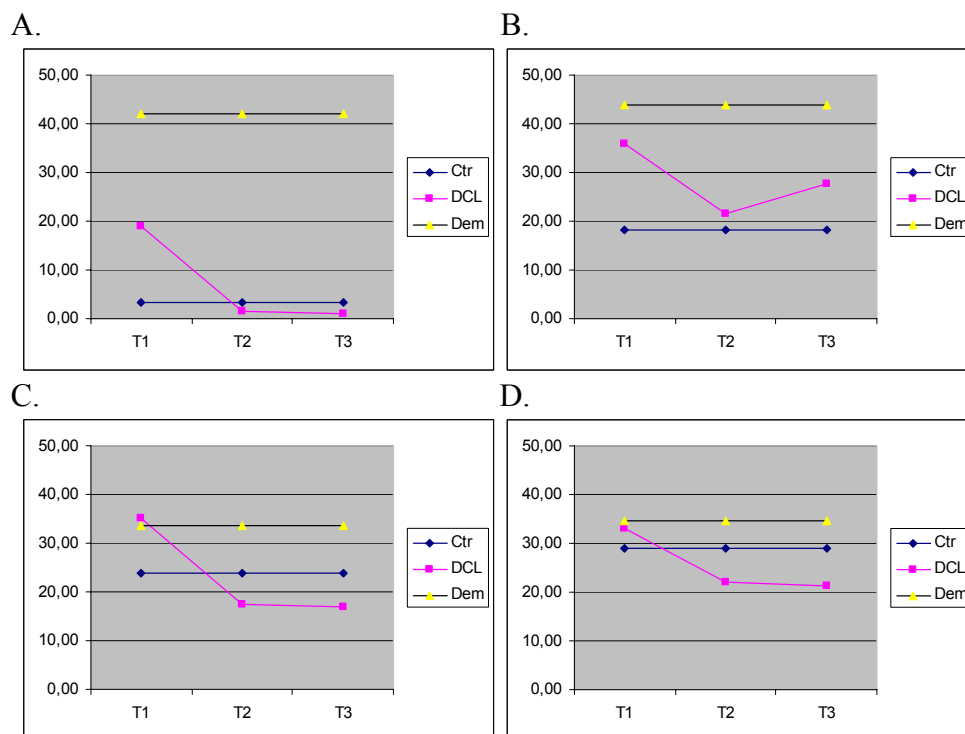 A.
50,00
40,00
30,00
20,00
10,00
0,00
T1 T2 T3
Ctr
DCL
Dem
B.
50,00
40,00
30,00
20,00
10,00
0,00
T1 T2 T3
Ctr
DCL
Dem
C.
50,00
40,00
30,00
20,00
10,00
0,00
T1 T2 T3
Ctr
DCL
Dem
D.
50,00
40,00
30,00
20,00
10,00
0,00
T1 T2 T3
Ctr
DCL
Dem